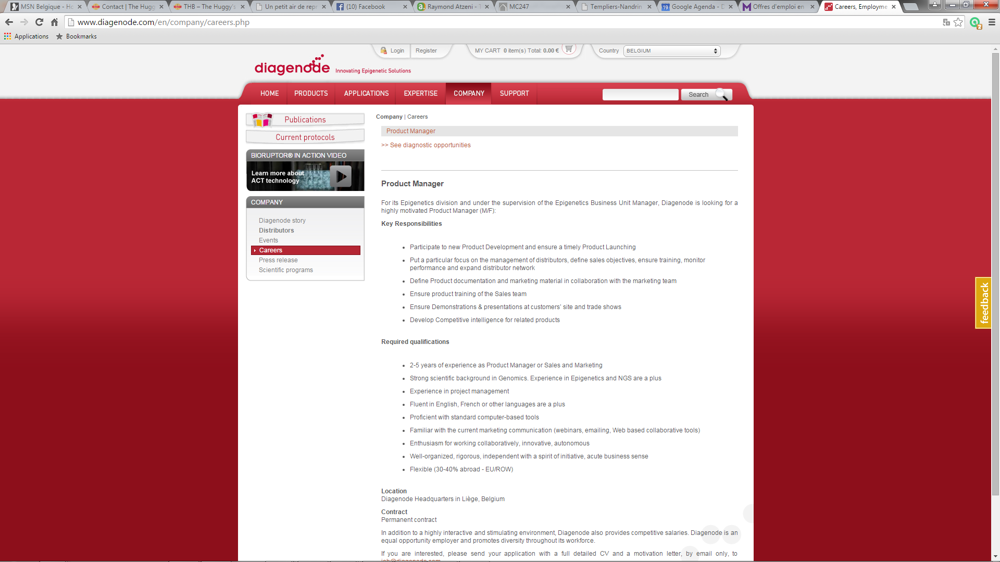 MSN Belgique - Ho
Contact | The Hugg
THB – The Huggy's
Un petit air de repr
(10) Facebook
Raymond Atzeni - T
MC247
Templiers-Nandrin
19 Google Agenda - D
Offres d'emploi en
Careers, Employme
www.diagenode.com/en/company/careers.php
2
Applications Bookmarks
Login Register MY CART 0 item(s) Total: 0.00 € Country BELGIUM
diagenode Innovating Epigenetic Solutions
HOME PRODUCTS APPLICATIONS EXPERTISE COMPANY SUPPORT Search
Publications
Current protocols
BIORUPTOR® IN ACTION VIDEO
Learn more about
ACT technology
COMPANY
Diagenode story
Distributors
Events
Careers
Press release
Scientific programs
Company | Careers
Product Manager
>> See diagnostic opportunities
Product Manager
For its Epigenetics division and under the supervision of the Epigenetics Business Unit Manager, Diagenode is looking for a
highly motivated Product Manager (M/F):
Key Responsibilities
• Participate to new Product Development and ensure a timely Product Launching
• Put a particular focus on the management of distributors, define sales objectives, ensure training, monitor
performance and expand distributor network
• Define Product documentation and marketing material in collaboration with the marketing team
• Ensure product training of the Sales team
• Ensure Demonstrations & presentations at customers' site and trade shows
• Develop Competitive intelligence for related products
Required qualifications
• 2-5 years of experience as Product Manager or Sales and Marketing
• Strong scientific background in Genomics. Experience in Epigenetics and NGS are a plus
• Experience in project management
• Fluent in English, French or other languages are a plus
• Proficient with standard computer-based tools
• Familiar with the current marketing communication (webinars, emailing, Web based collaborative tools)
• Enthusiasm for working collaboratively, innovative, autonomous
• Well-organized, rigorous, independent with a spirit of initiative, acute business sense
• Flexible (30-40% abroad - EU/ROW)
Location
Diagenode Headquarters in Liège, Belgium
Contract
Permanent contract
In addition to a highly interactive and stimulating environment, Diagenode also provides competitive salaries. Diagenode is an
equal opportunity employer and promotes diversity throughout its workforce.
If you are interested, please send your application with a full detailed CV and a motivation letter, by email only, to
job@diagenode.com
feedback